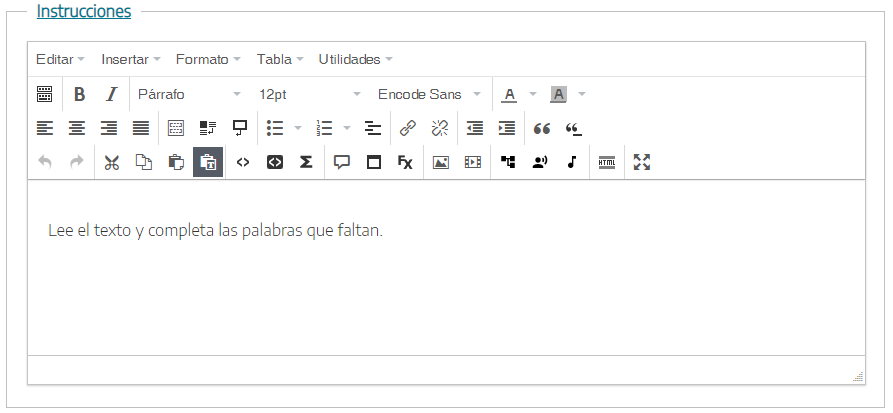 Instrucciones
Editar Insertar Formato Tabla Utilidades
B I Párrafo 12pt Encode Sans A A
Fx HTML
Lee el texto y completa las palabras que faltan.